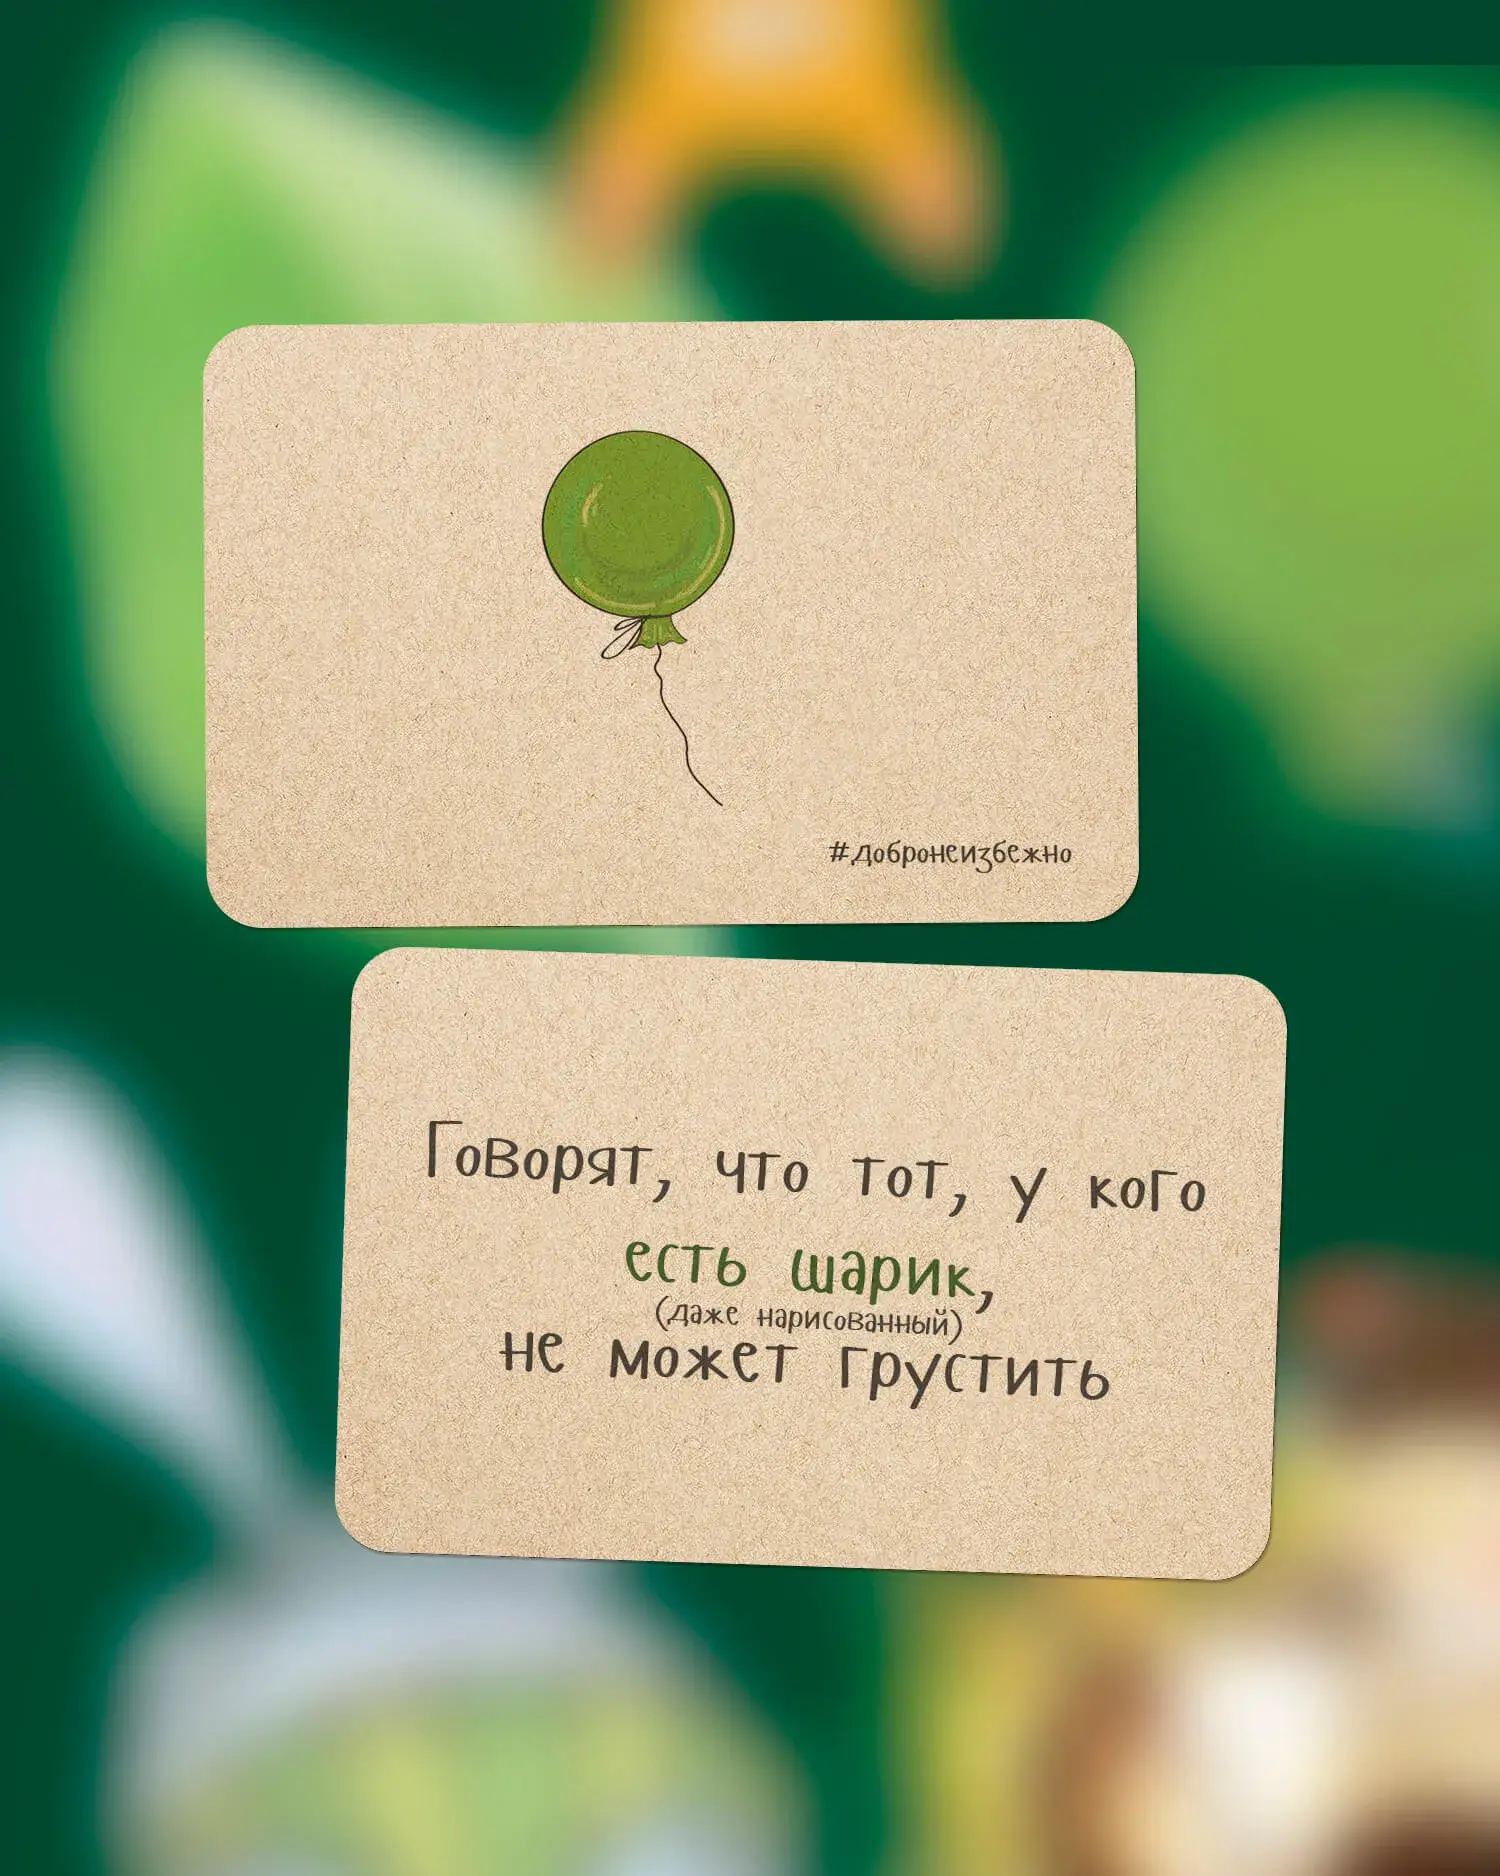 #добронеизбежно
Говорят, что тот, у кого
есть шарик,
(даже нарисованный)
не может грустить